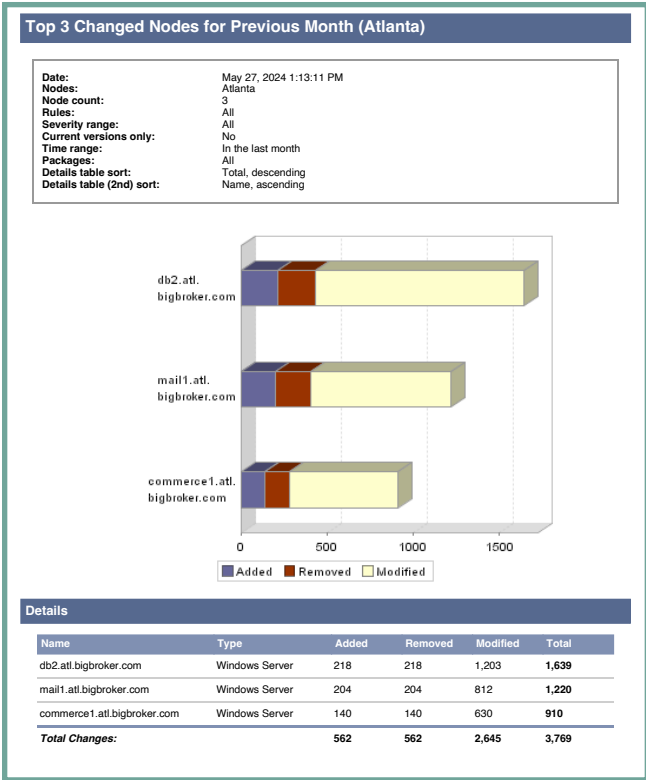 Top 3 Changed Nodes for Previous Month (Atlanta)
Date: May 27, 2024 1:13:11 PM
Nodes: Atlanta
Node count: 3
Rules: All
Severity range: All
Current versions only: No
Time range: In the last month
Packages: All
Details table sort: Total, descending
Details table (2nd) sort: Name, ascending
db2.atl.
bigbroker.com
mail1.atl.
bigbroker.com
commerce1.atl.
bigbroker.com
0 500 1000 1500
Added Removed Modified
Details
Name Type Added Removed Modified Total
db2.atl.bigbroker.com Windows Server 218 218 1,203 1,639
mail1.atl.bigbroker.com Windows Server 204 204 812 1,220
commerce1.atl.bigbroker.com Windows Server 140 140 630 910
Total Changes: 562 562 2,645 3,769